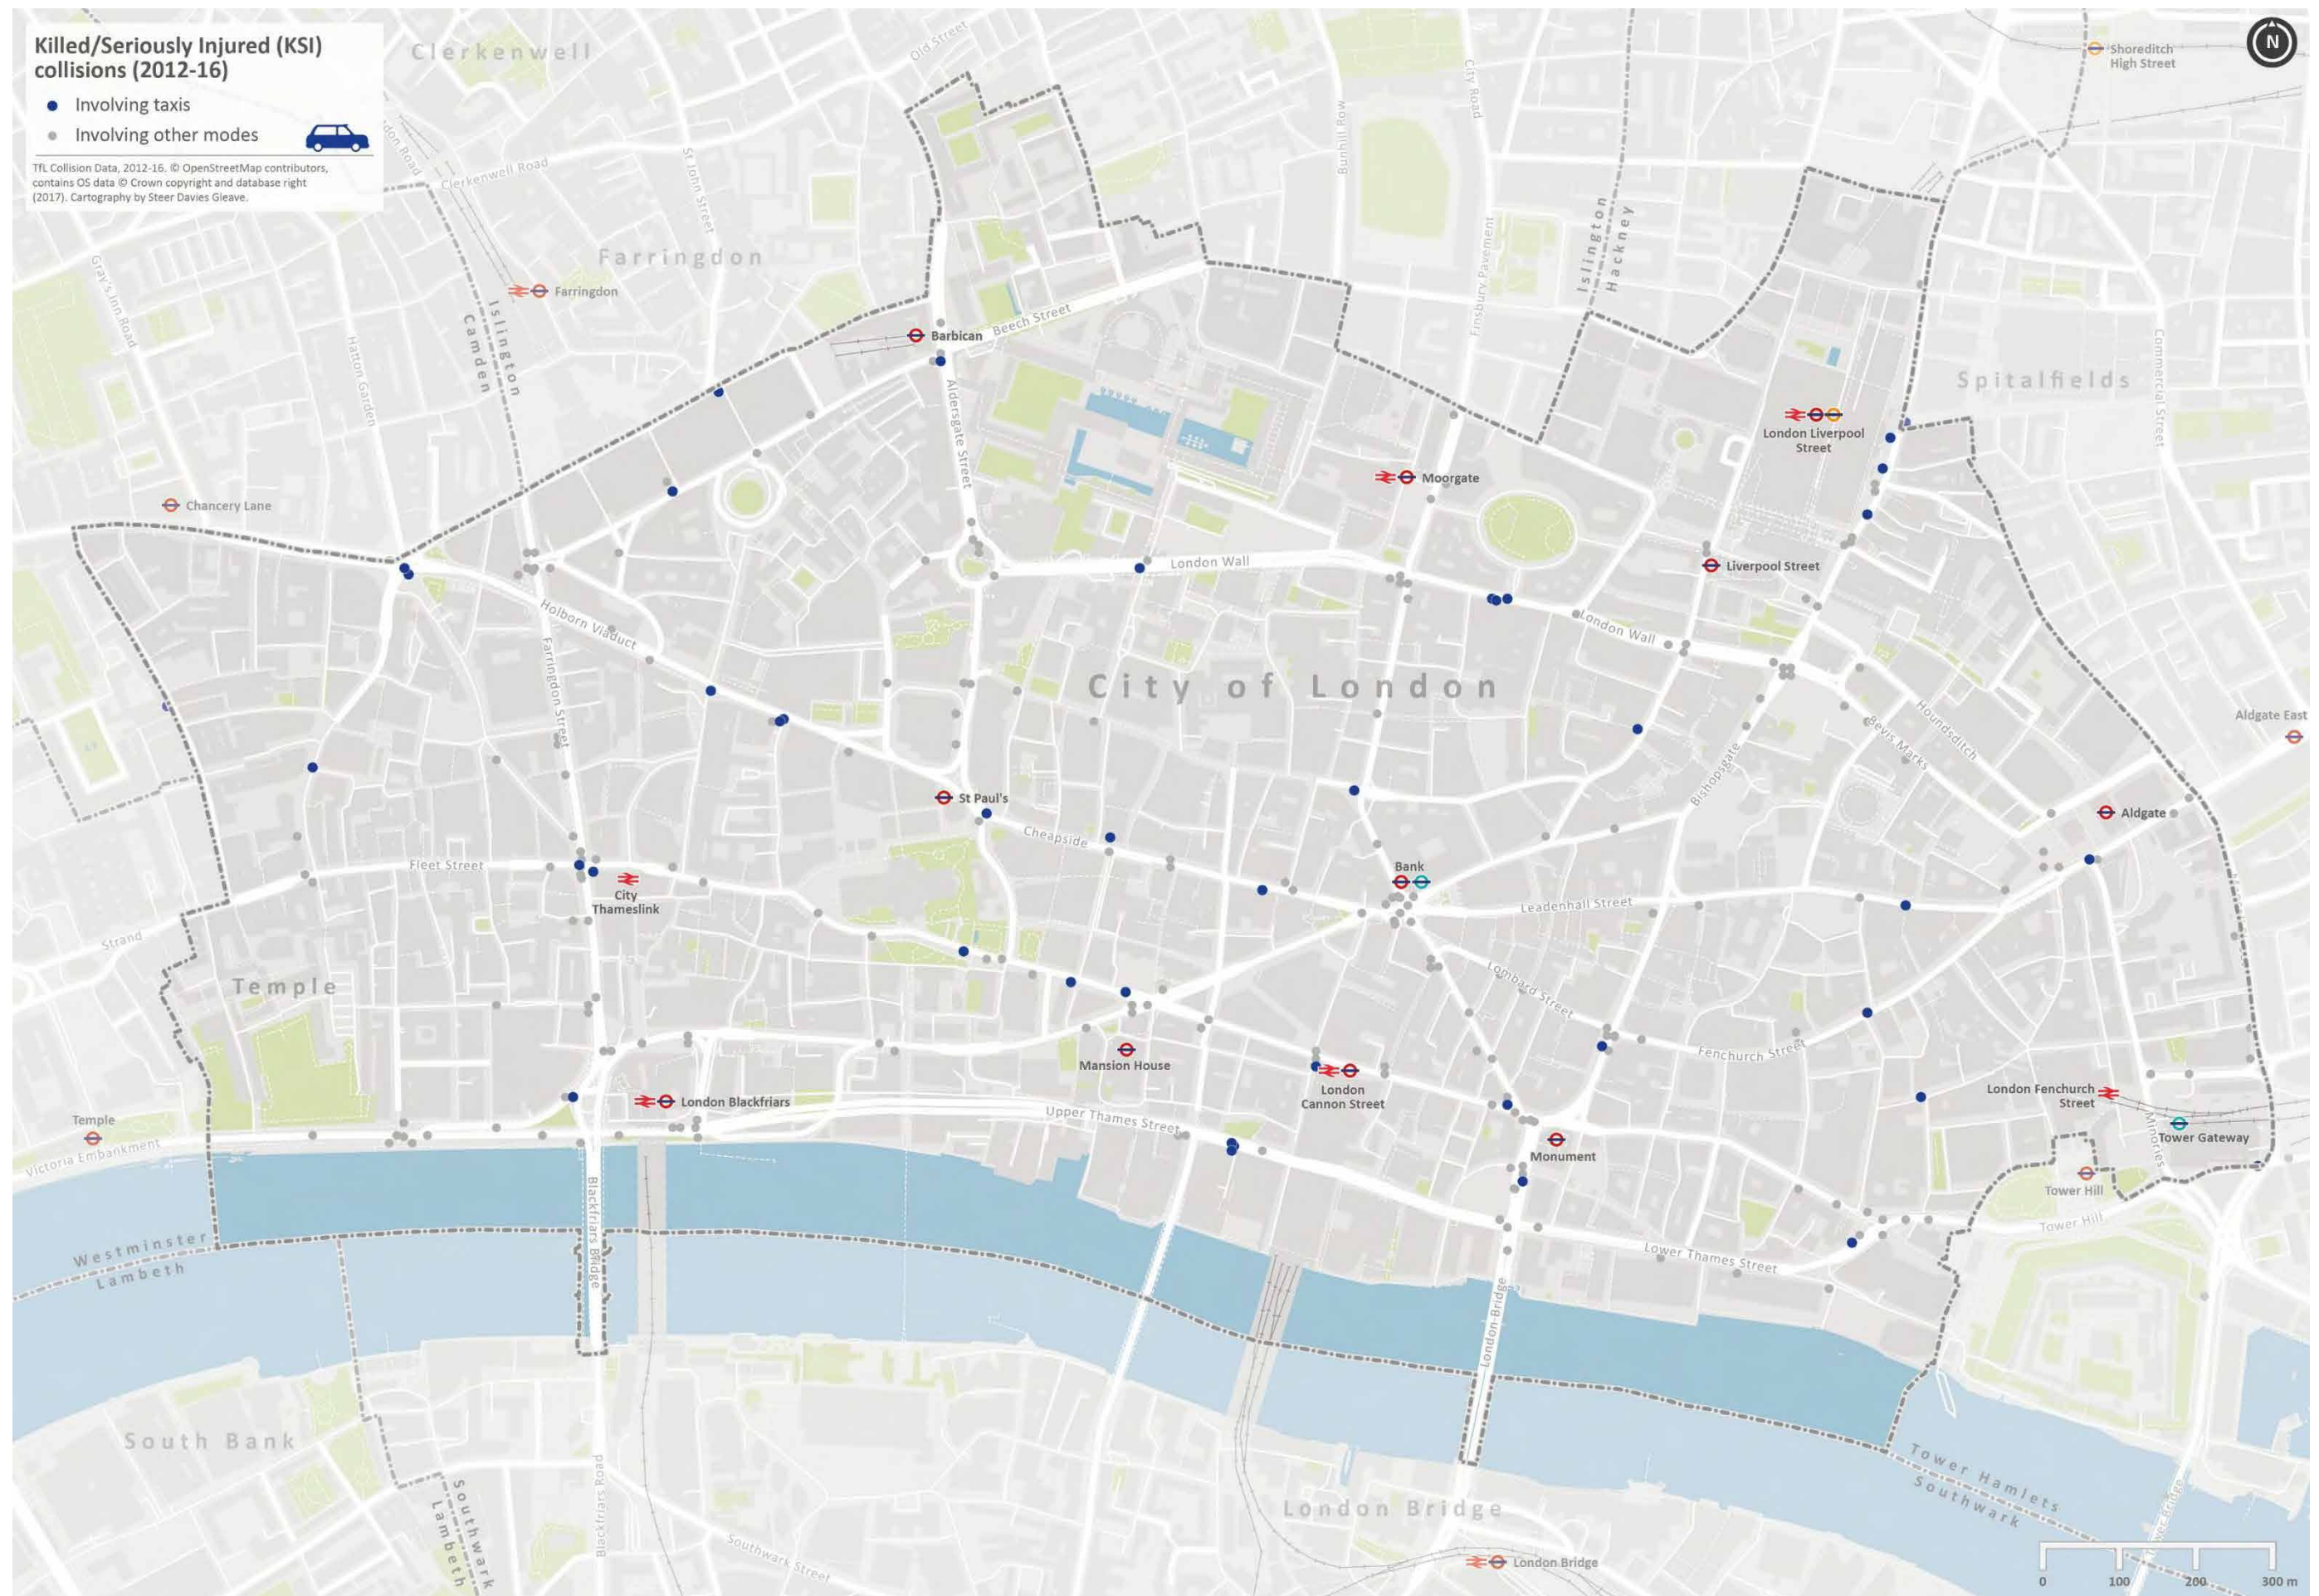 Killed/Seriously Injured (KSI)
collisions (2012-16)
Involving taxis
Involving other modes
TfL Collision Data, 2012-16. © OpenStreetMap contributors,
contains OS data © Crown copyright and database right
(2017). Cartography by Steer Davies Gleave.
N
Clerkenwell
Old Street
City Road
Shoreditch
High Street
Clerkenwell Road
St John Street
Bunhill Row
Farringdon
Farringdon
Gray's Inn Road
Hatton Garden
Islington
Camden
Islington
Hackney
Finsbury Pavement
Barbican
Beech Street
Aldersgate Street
Spitalfields
Commercial Street
London Liverpool
Street
Moorgate
Chancery Lane
London Wall
Liverpool Street
Holborn Viaduct
Farringdon Street
London Wall
City of London
Houndsditch
Bevis Marks
Aldgate East
Bishopsgate
St Paul's
Cheapside
Aldgate
Fleet Street
City
Thameslink
Bank
Leadenhall Street
Strand
Temple
Lombard Street
Fenchurch Street
Mansion House
London
Cannon Street
London Fenchurch
Street
London Blackfriars
Upper Thames Street
Temple
Victoria Embankment
Monument
Minories
Tower Gateway
Tower Hill
Tower Hill
Blackfriars Bridge
Westminster
Lambeth
Lower Thames Street
London Bridge
South Bank
Blackfriars Road
Southwark
Lambeth
Southwark Street
London Bridge
London Bridge
Tower Hamlets
Southwark
0 100 200 300 m